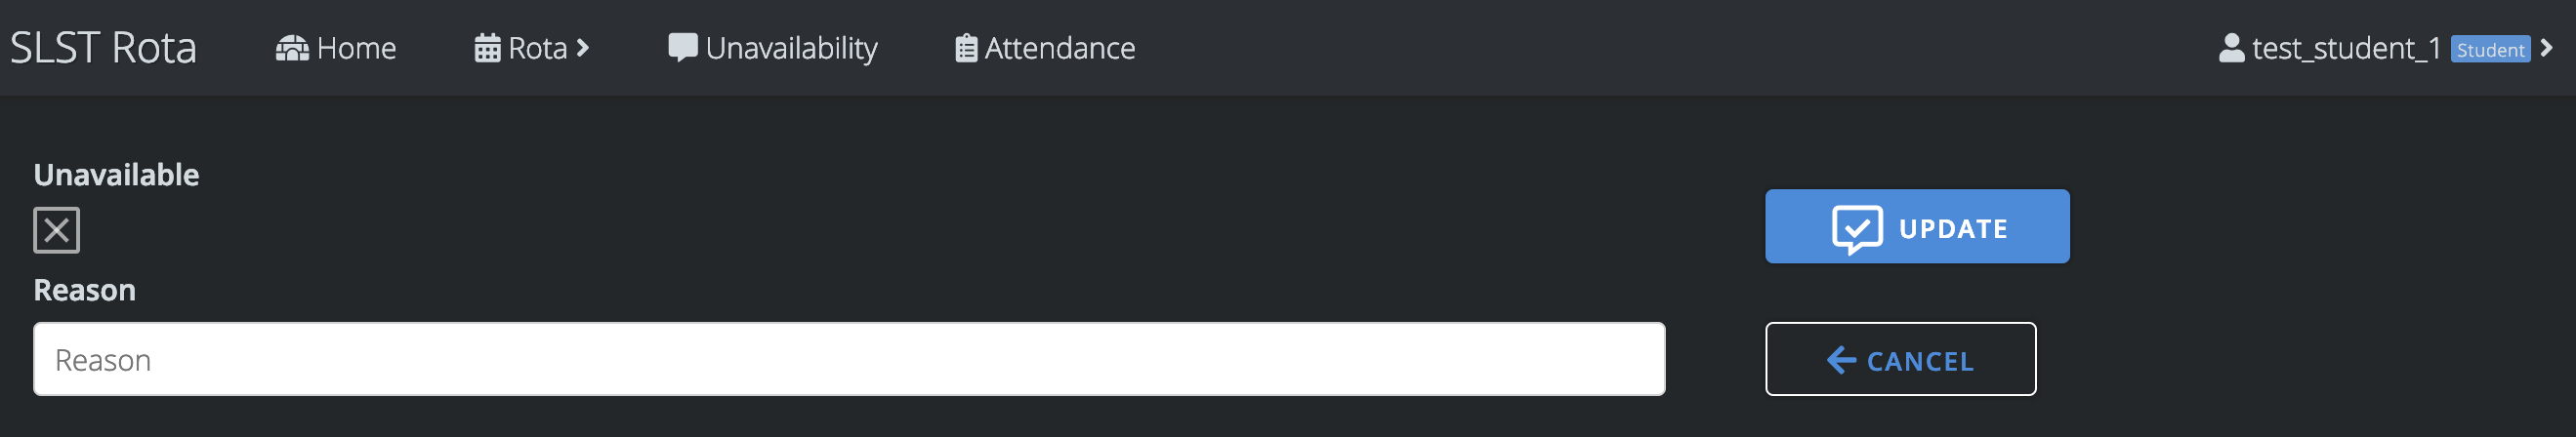 SLST Rota Home Rota Unavailability Attendance test_student_1 Student
Unavailable
UPDATE
Reason
Reason
CANCEL